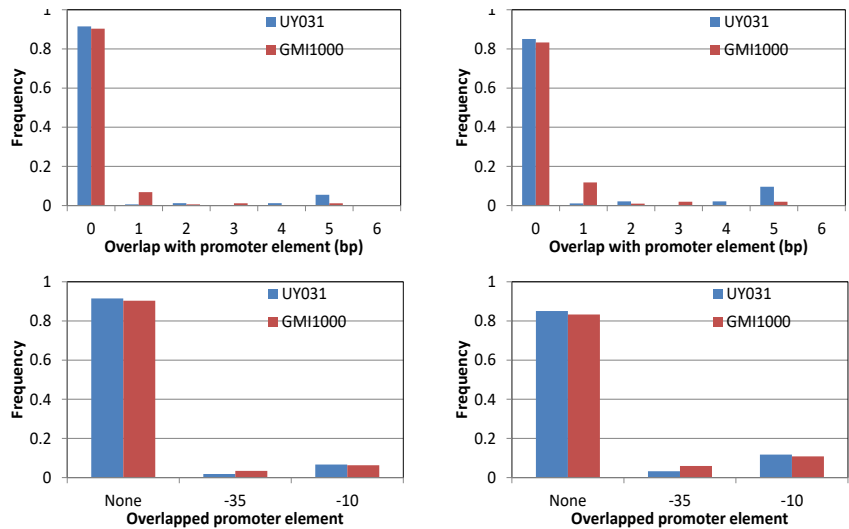 1
0.8
0.6
0.4
0.2
0
Frequency
UY031
GMI1000
0 1 2 3 4 5 6
Overlap with promoter element (bp)
1
0.8
0.6
0.4
0.2
0
Frequency
UY031
GMI1000
0 1 2 3 4 5 6
Overlap with promoter element (bp)
1
0.8
0.6
0.4
0.2
0
Frequency
UY031
GMI1000
None -35 -10
Overlapped promoter element
1
0.8
0.6
0.4
0.2
0
Frequency
UY031
GMI1000
None -35 -10
Overlapped promoter element